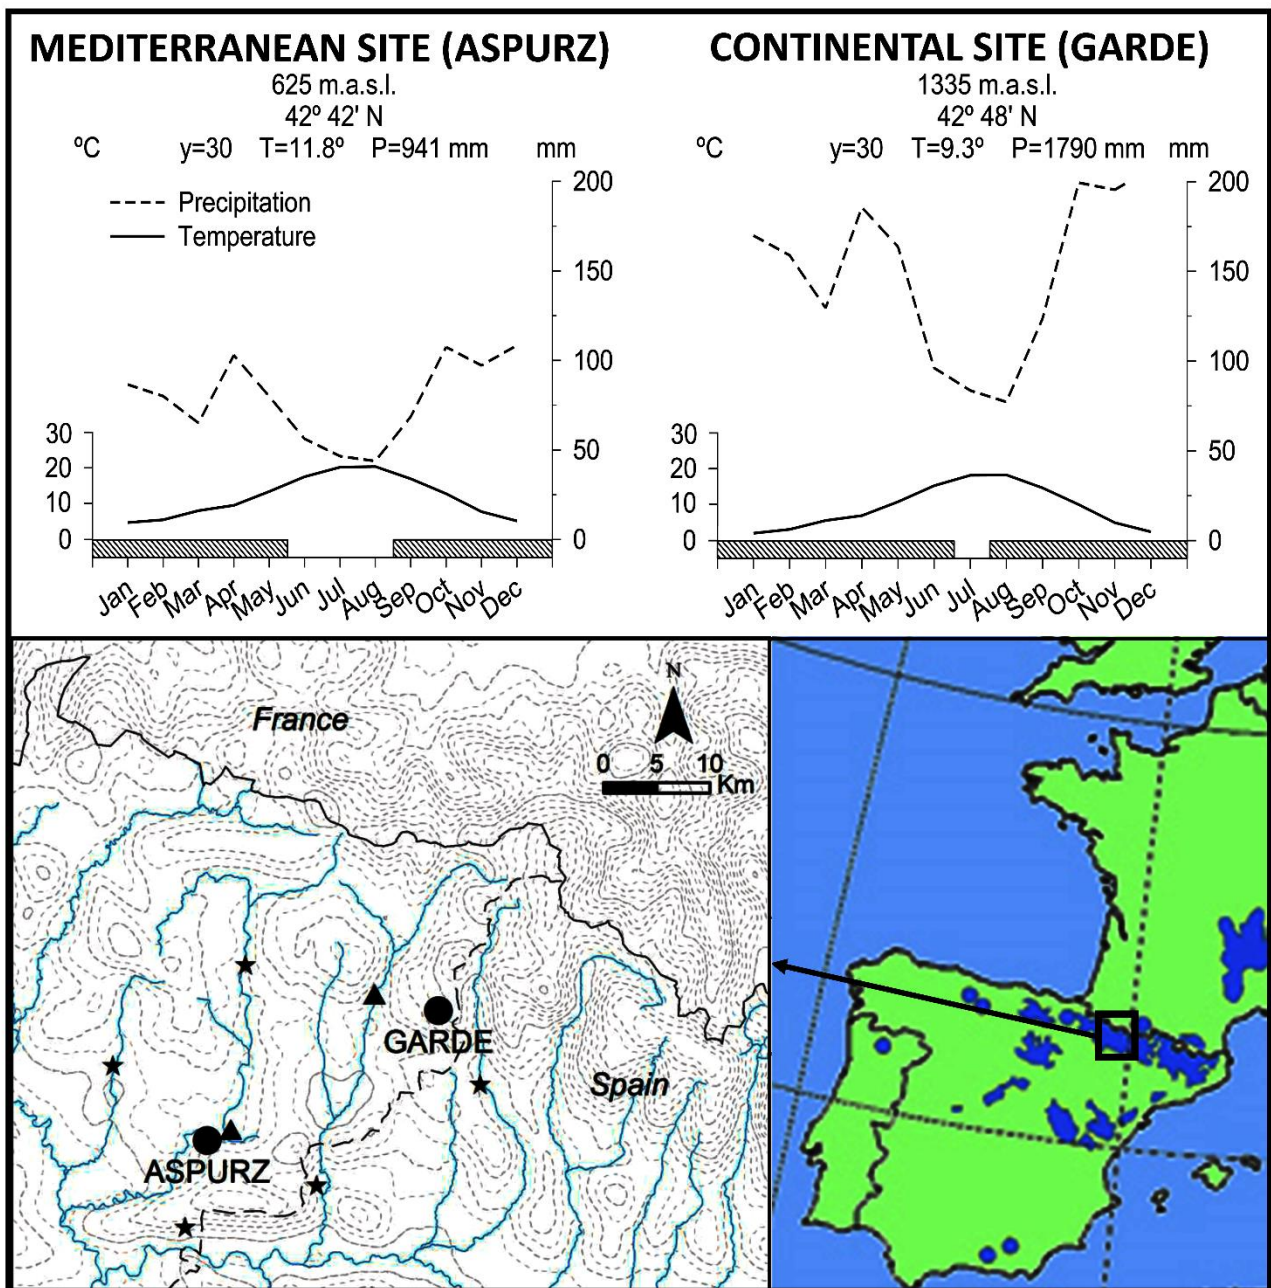 MEDITERRANEAN SITE (ASPURZ)
625 m.a.s.l.
42º 42' N
ºC y=30 T=11.8º P=941 mm mm
Precipitation
Temperature
200
150
100
50
0
30
20
10
0
Jan Feb Mar Apr May Jun Jul Aug Sep Oct Nov Dec
CONTINENTAL SITE (GARDE)
1335 m.a.s.l.
42º 48' N
ºC y=30 T=9.3º P=1790 mm mm
200
150
100
50
0
30
20
10
0
Jan Feb Mar Apr May Jun Jul Aug Sep Oct Nov Dec
France
N
0 5 10
Km
GARDE
Spain
ASPURZ